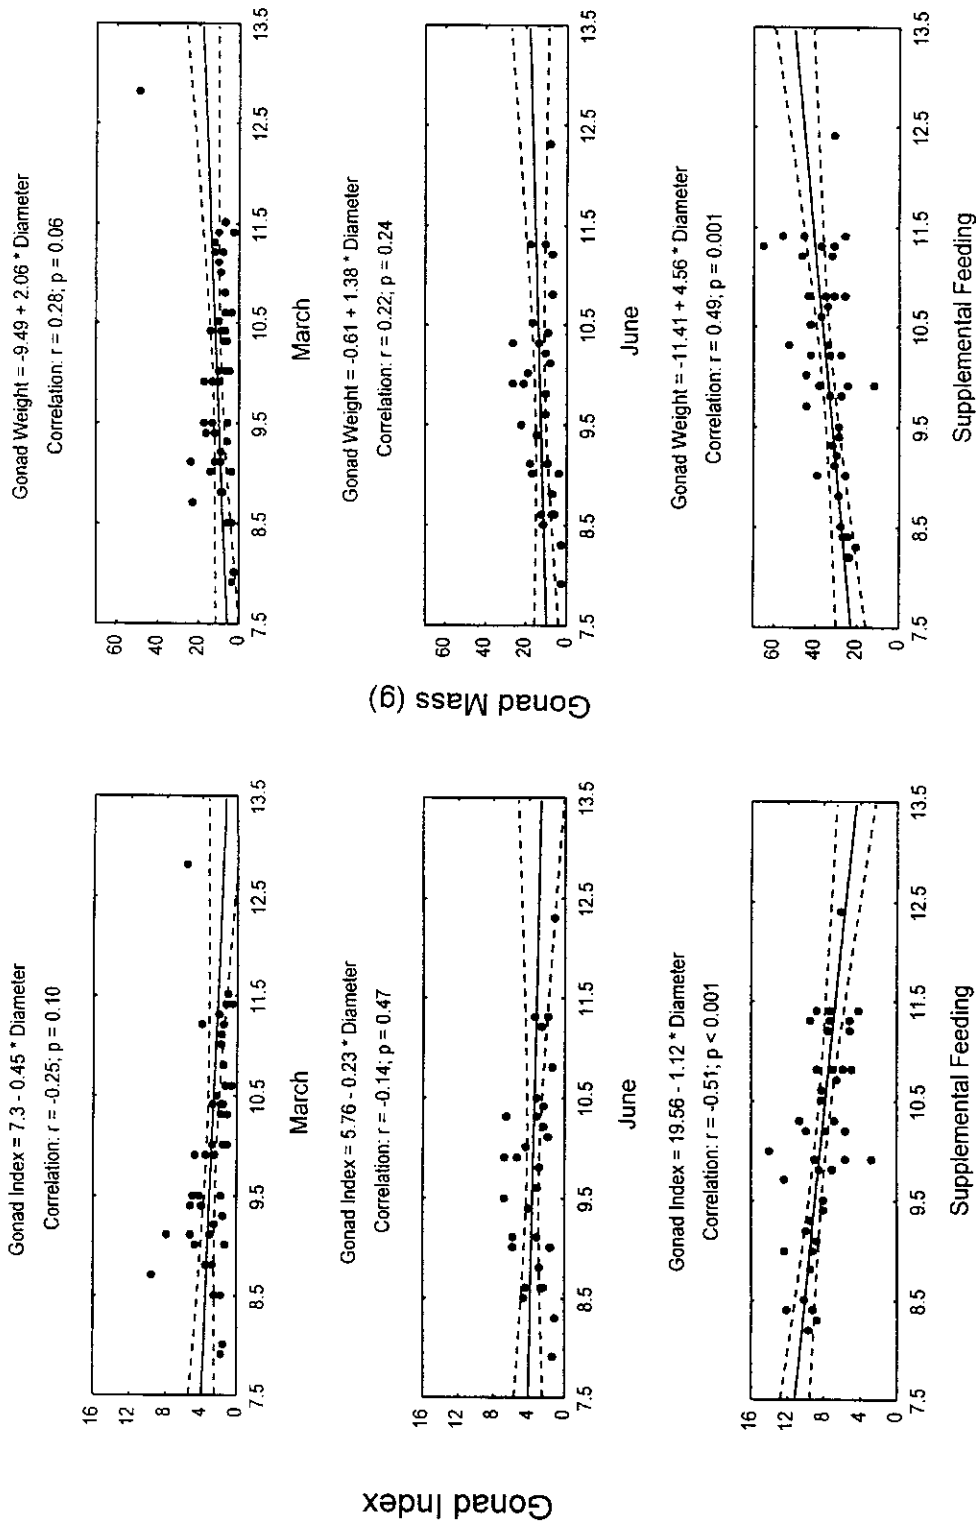 Gonad Index
Gonad Index = 7.3 - 0.45 * Diameter
Correlation: r = -0.25; p = 0.10
16
12
8
4
0
7.5 8.5 9.5 10.5 11.5 12.5 13.5
March
Gonad Index = 5.76 - 0.23 * Diameter
Correlation: r = -0.14; p = 0.47
16
12
8
4
0
7.5 8.5 9.5 10.5 11.5 12.5 13.5
June
Gonad Index = 19.56 - 1.12 * Diameter
Correlation: r = -0.51; p < 0.001
16
12
8
4
0
7.5 8.5 9.5 10.5 11.5 12.5 13.5
Supplemental Feeding
Gonad Mass (g)
Gonad Weight = -9.49 + 2.06 * Diameter
Correlation: r = 0.28; p = 0.06
60
40
20
0
7.5 8.5 9.5 10.5 11.5 12.5 13.5
March
Gonad Weight = -0.61 + 1.38 * Diameter
Correlation: r = 0.22; p = 0.24
60
40
20
0
7.5 8.5 9.5 10.5 11.5 12.5 13.5
June
Gonad Weight = -11.41 + 4.56 * Diameter
Correlation: r = 0.49; p = 0.001
60
40
20
0
7.5 8.5 9.5 10.5 11.5 12.5 13.5
Supplemental Feeding